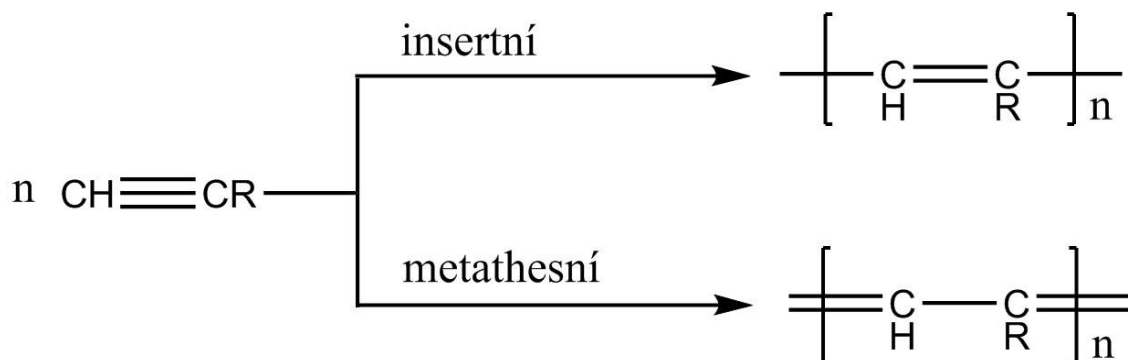 insertní
C C
H R n
n CH CR
metathesní
C C
H R n